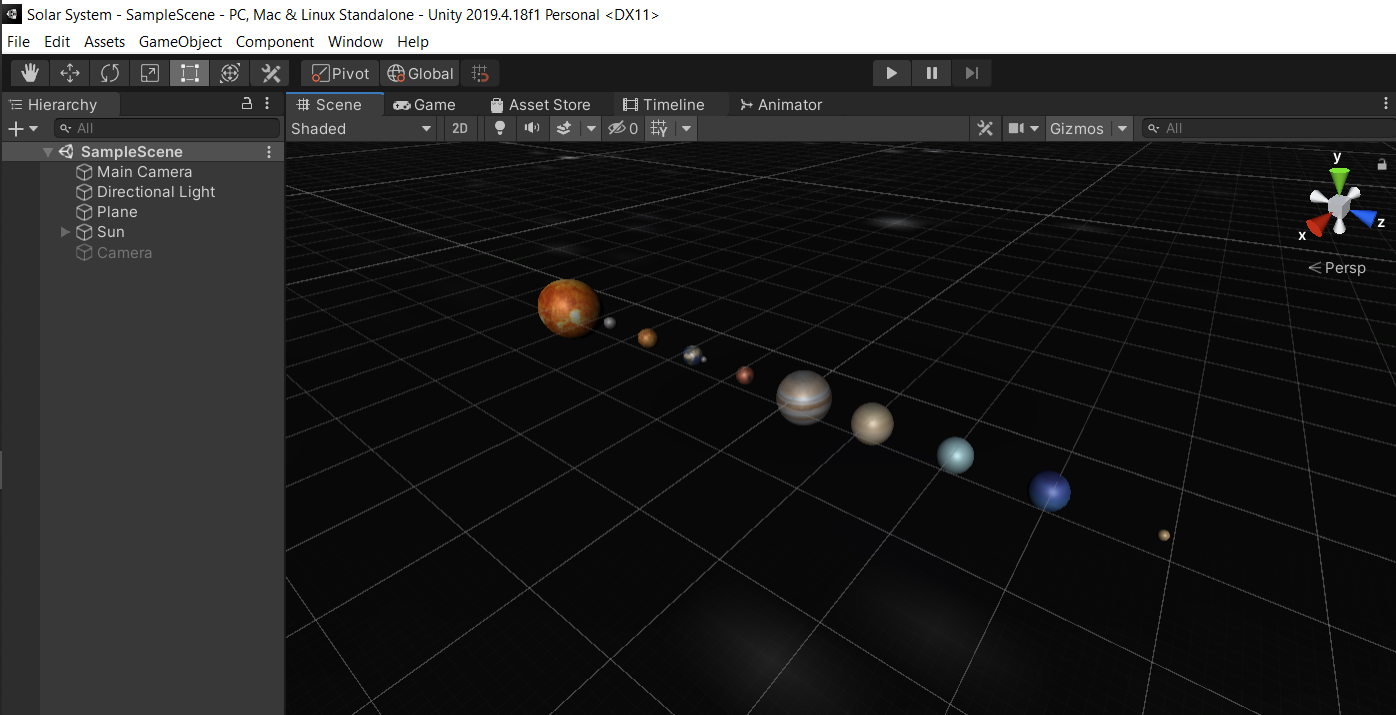 Solar System - SampleScene - PC, Mac & Linux Standalone - Unity 2019.4.18f1 Personal <DX11>
File Edit Assets GameObject Component Window Help
Pivot Global
Hierarchy
All
SampleScene
Main Camera
Directional Light
Plane
Sun
Camera
Scene Game Asset Store Timeline Animator
Shaded 2D 0 Gizmos All
y
x z
Persp